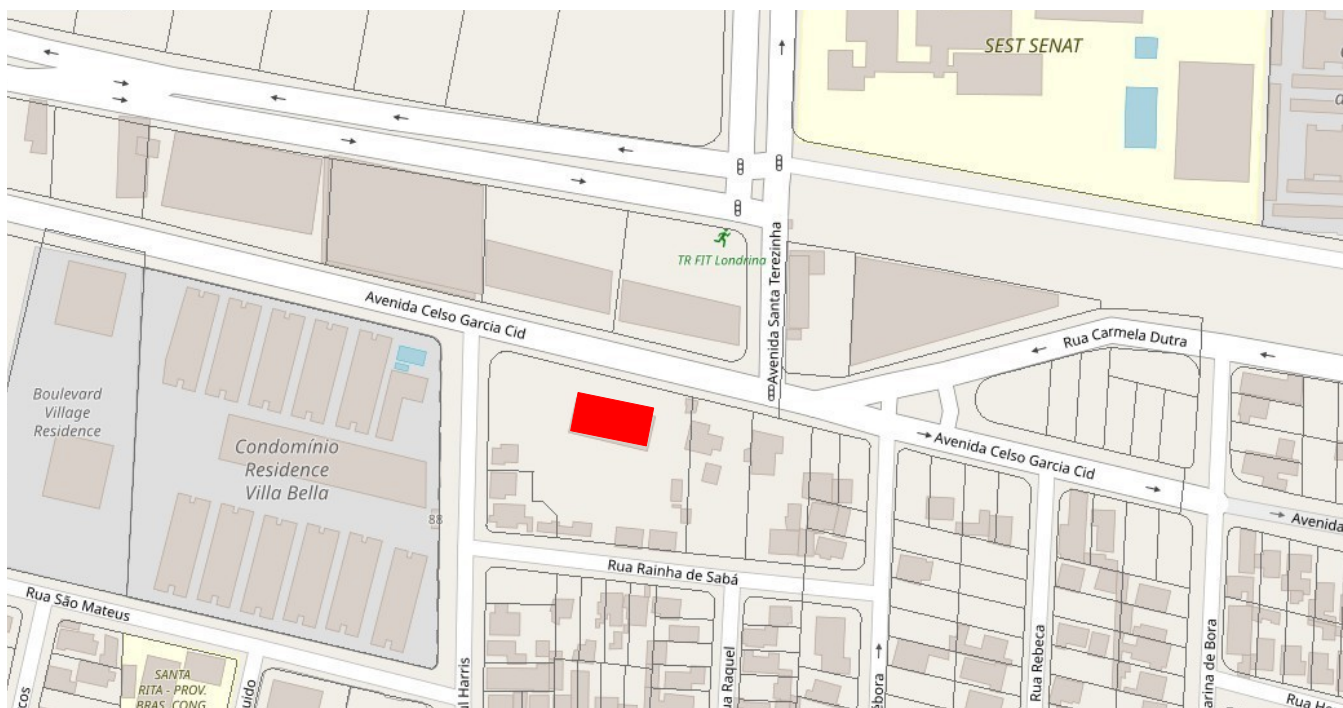 SEST SENAT
TR FIT Londrina
Avenida Santa Terezinha
Avenida Celso Garcia Cid
Rua Carmela Dutra
Boulevard
Village
Residence
Condomínio
Residence
Villa Bella
88
Avenida Celso Garcia Cid
Avenida
Rua Rainha de Sabá
Rua São Mateus
SANTA
RITA - PROV.
BRAS. CONG
Rua Rebeca